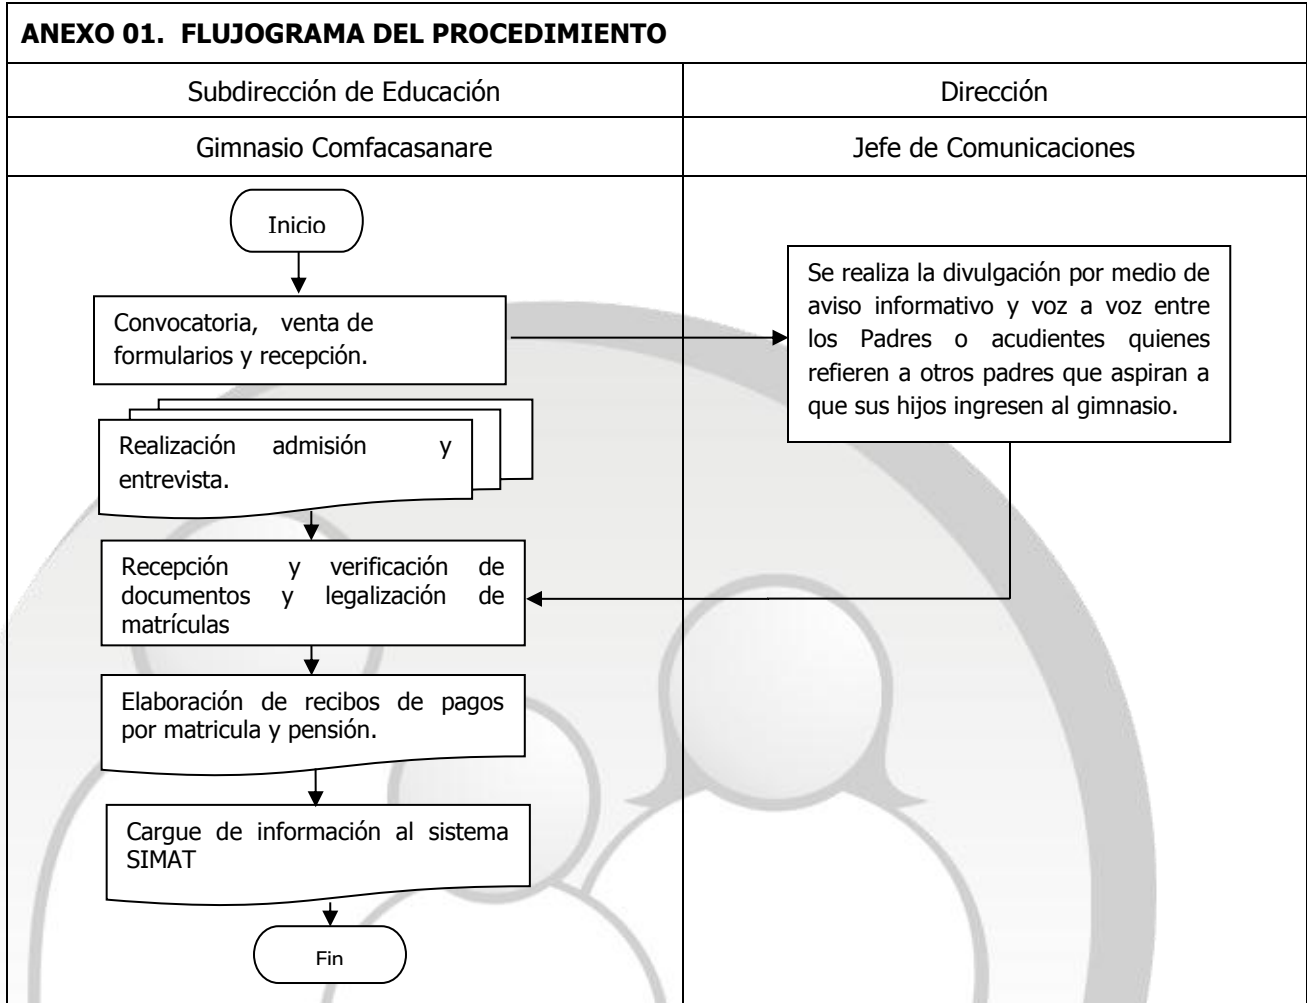 ANEXO 01. FLUJOGRAMA DEL PROCEDIMIENTO
Subdirección de Educación
Dirección
Gimnasio Comfacasanare
Jefe de Comunicaciones
Inicio
Convocatoria, venta de
formularios y recepción.
Se realiza la divulgación por medio de
aviso informativo y voz a voz entre
los Padres o acudientes quienes
refieren a otros padres que aspiran a
que sus hijos ingresen al gimnasio.
Realización admisión y
entrevista.
Recepción y verificación de
documentos y legalización de
matrículas
Elaboración de recibos de pagos
por matricula y pensión.
Cargue de información al sistema
SIMAT
Fin